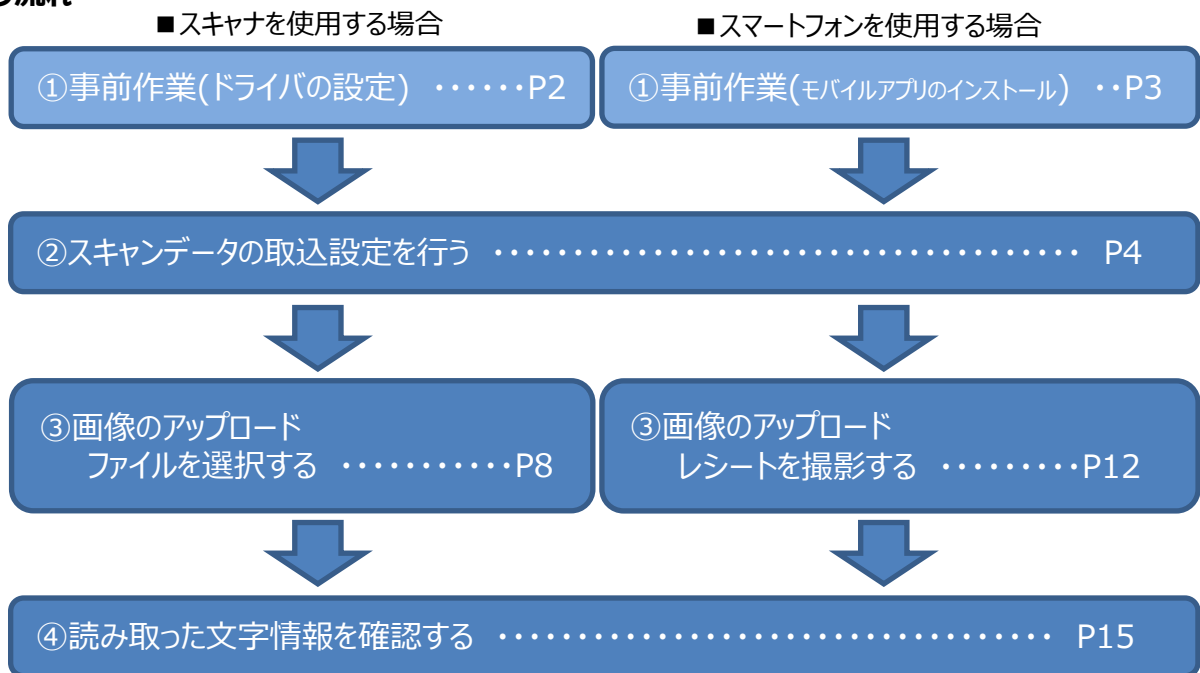 流れ
■スキャナを使用する場合
■スマートフォンを使用する場合
①事前作業(ドライバの設定) ・・・・・・P2
①事前作業(モバイルアプリのインストール) ・・P3
②スキャンデータの取込設定を行う ・・・・・・・・・・・・・・・・・・・・・・・・・・・・・・・・・・・・・ P4
③画像のアップロード
ファイルを選択する ・・・・・・・・・・・P8
③画像のアップロード
レシートを撮影する ・・・・・・・・・P12
④読み取った文字情報を確認する ・・・・・・・・・・・・・・・・・・・・・・・・・・・・・・・・・・・ P15